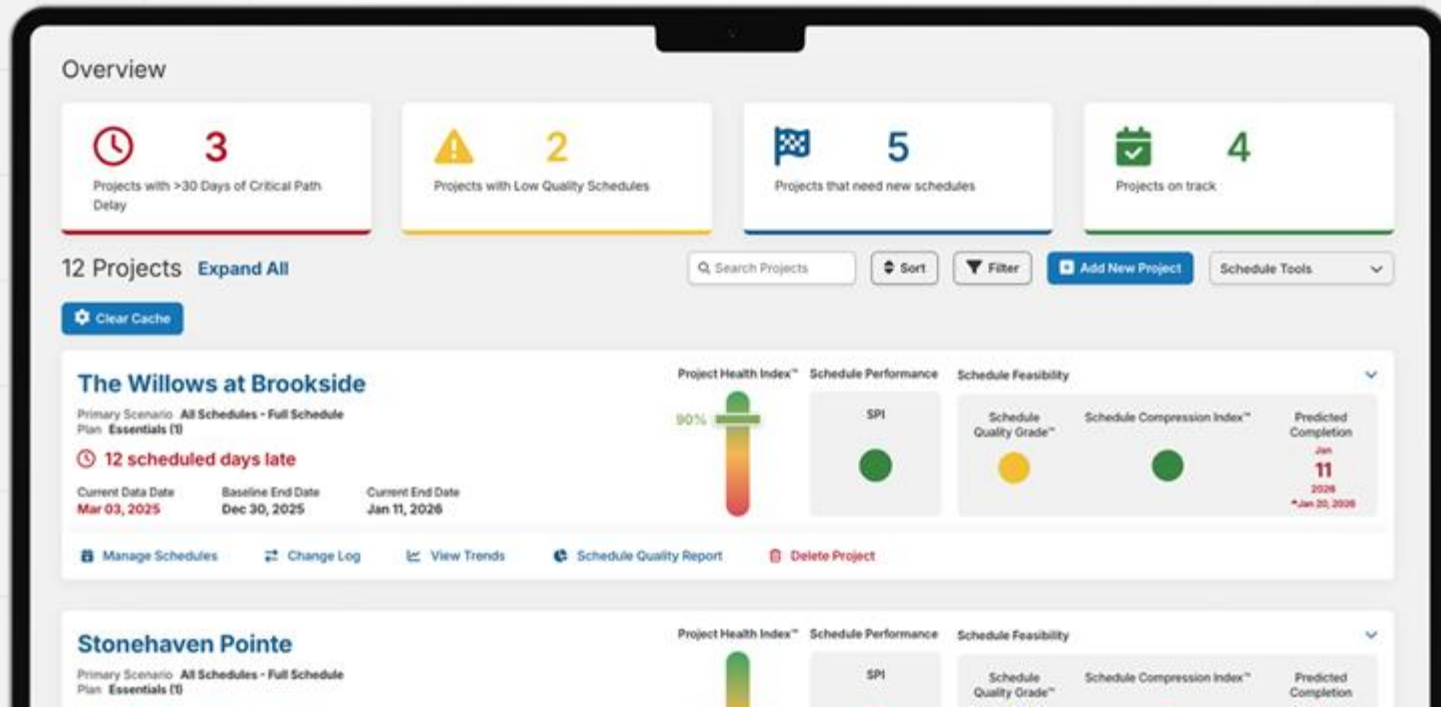 Overview
3
Projects with >30 Days of Critical Path
Delay
2
Projects with Low Quality Schedules
5
Projects that need new schedules
4
Projects on track
12 Projects Expand All
Search Projects
Sort
Filter
Add New Project
Schedule Tools
Clear Cache
The Willows at Brookside
Primary Scenario All Schedules - Full Schedule
Plan Essentials (1)
12 scheduled days late
Current Data Date
Mar 03, 2025
Baseline End Date
Dec 30, 2025
Current End Date
Jan 11, 2026
Project Health Index™
90%
Schedule Performance
SPI
Schedule Feasibility
Schedule
Quality Grade™
Schedule Compression Index™
Predicted
Completion
Jan
11
2026
*Jan 20, 2026
Manage Schedules
Change Log
View Trends
Schedule Quality Report
Delete Project
Stonehaven Pointe
Primary Scenario All Schedules - Full Schedule
Plan Essentials (1)
Project Health Index™
Schedule Performance
SPI
Schedule Feasibility
Schedule
Quality Grade™
Schedule Compression Index™
Predicted
Completion